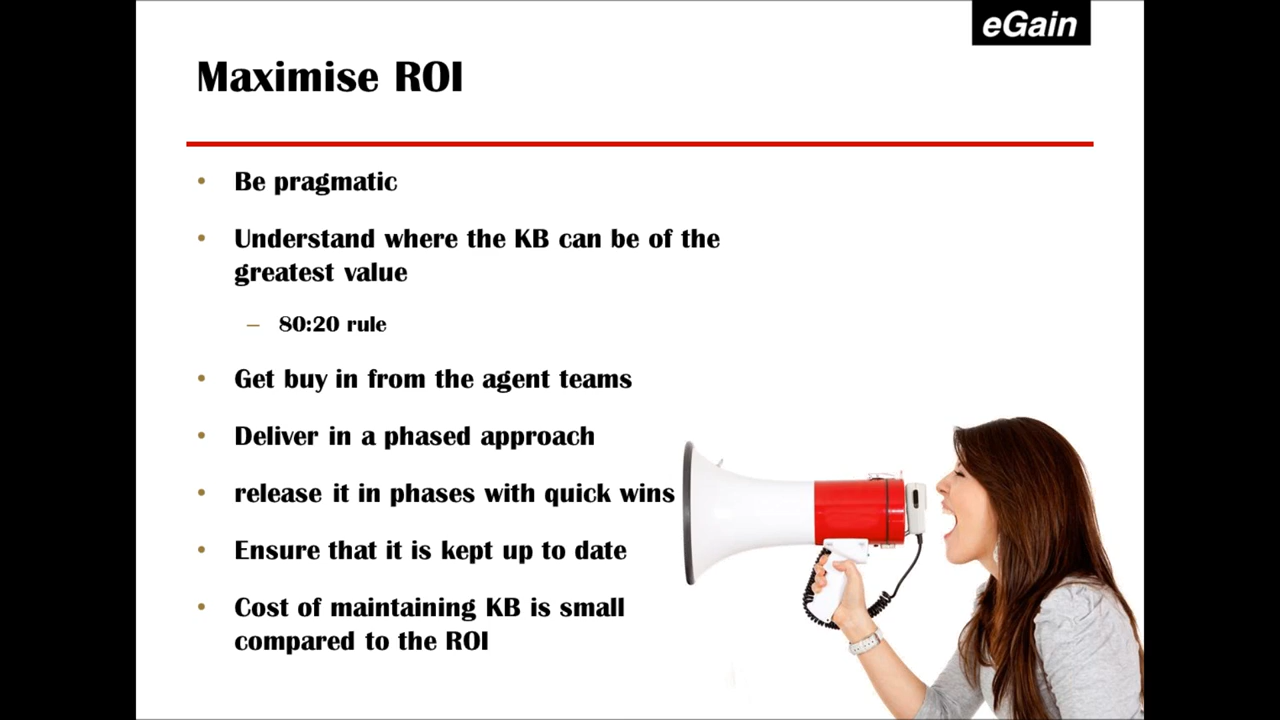 eGain
Maximise ROI
• Be pragmatic
• Understand where the KB can be of the
greatest value
– 80:20 rule
• Get buy in from the agent teams
• Deliver in a phased approach
• release it in phases with quick wins
• Ensure that it is kept up to date
• Cost of maintaining KB is small
compared to the ROI